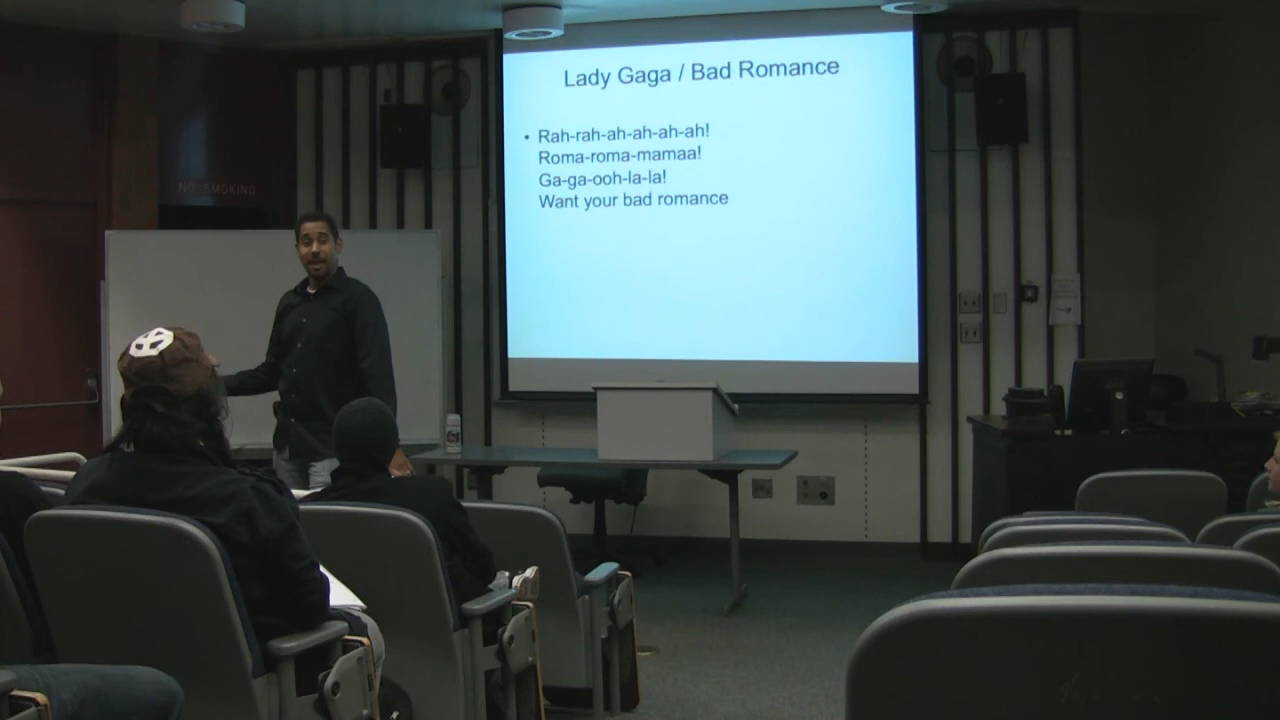 Lady Gaga / Bad Romance
• Rah-rah-ah-ah-ah-ah!
Roma-roma-mamaa!
Ga-ga-ooh-la-la!
Want your bad romance
NO SMOKING